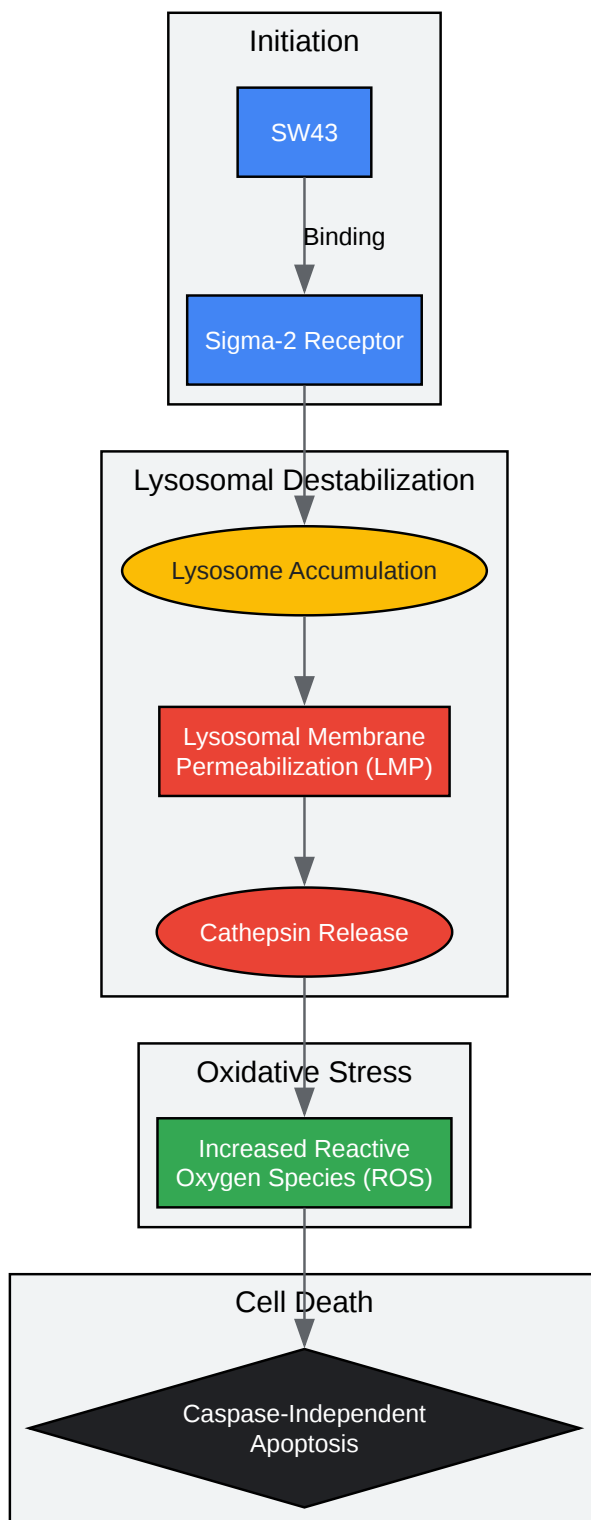 Initiation
SW43
Binding
Sigma-2 Receptor
Lysosomal Destabilization
Lysosome Accumulation
Lysosomal Membrane
Permeabilization (LMP)
Cathepsin Release
Oxidative Stress
Increased Reactive
Oxygen Species (ROS)
Cell Death
Caspase-Independent
Apoptosis